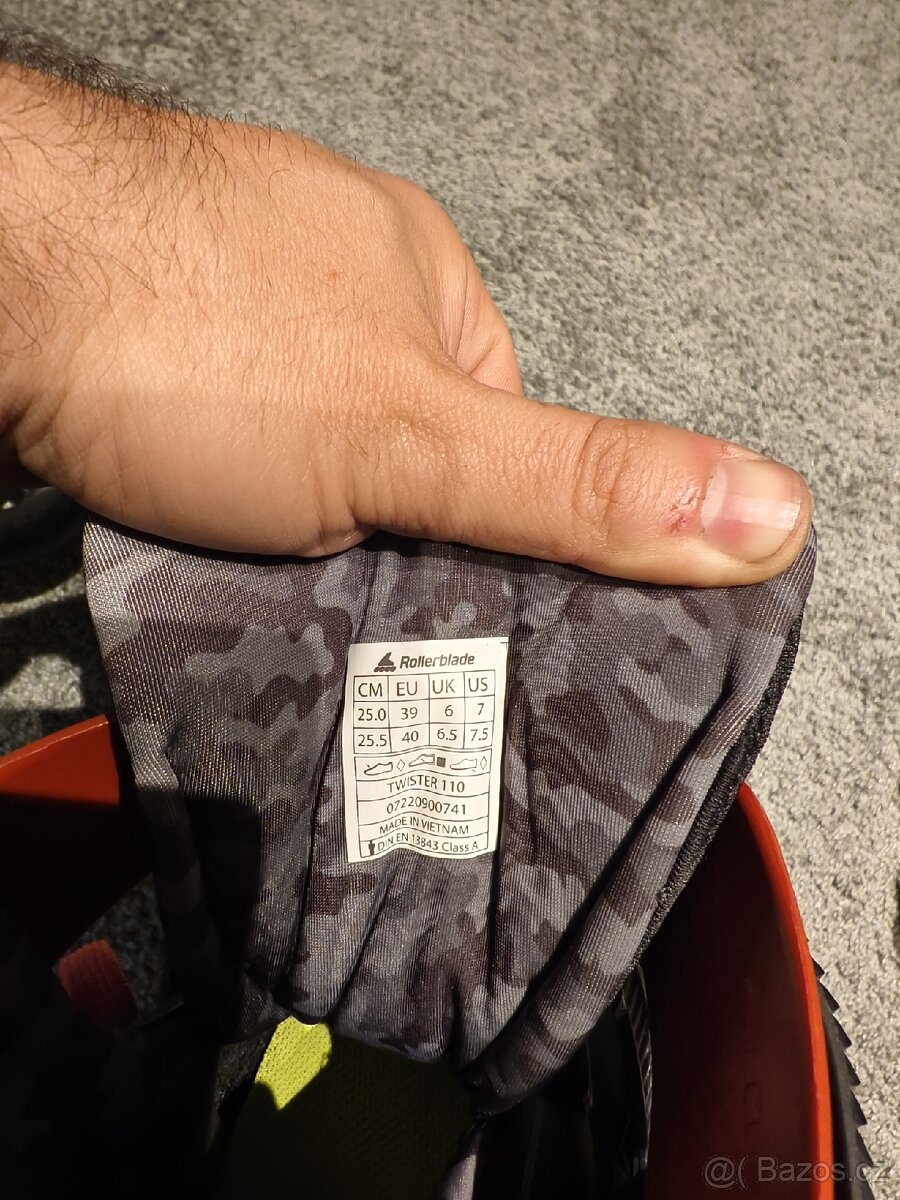 Rollerblade
CM EU UK US
25.0 39 6 7
25.5 40 6.5 7.5
TWISTER 110
07220900741
MADE IN VIETNAM
DIN EN 13843 Class A
@( Bazos.cz